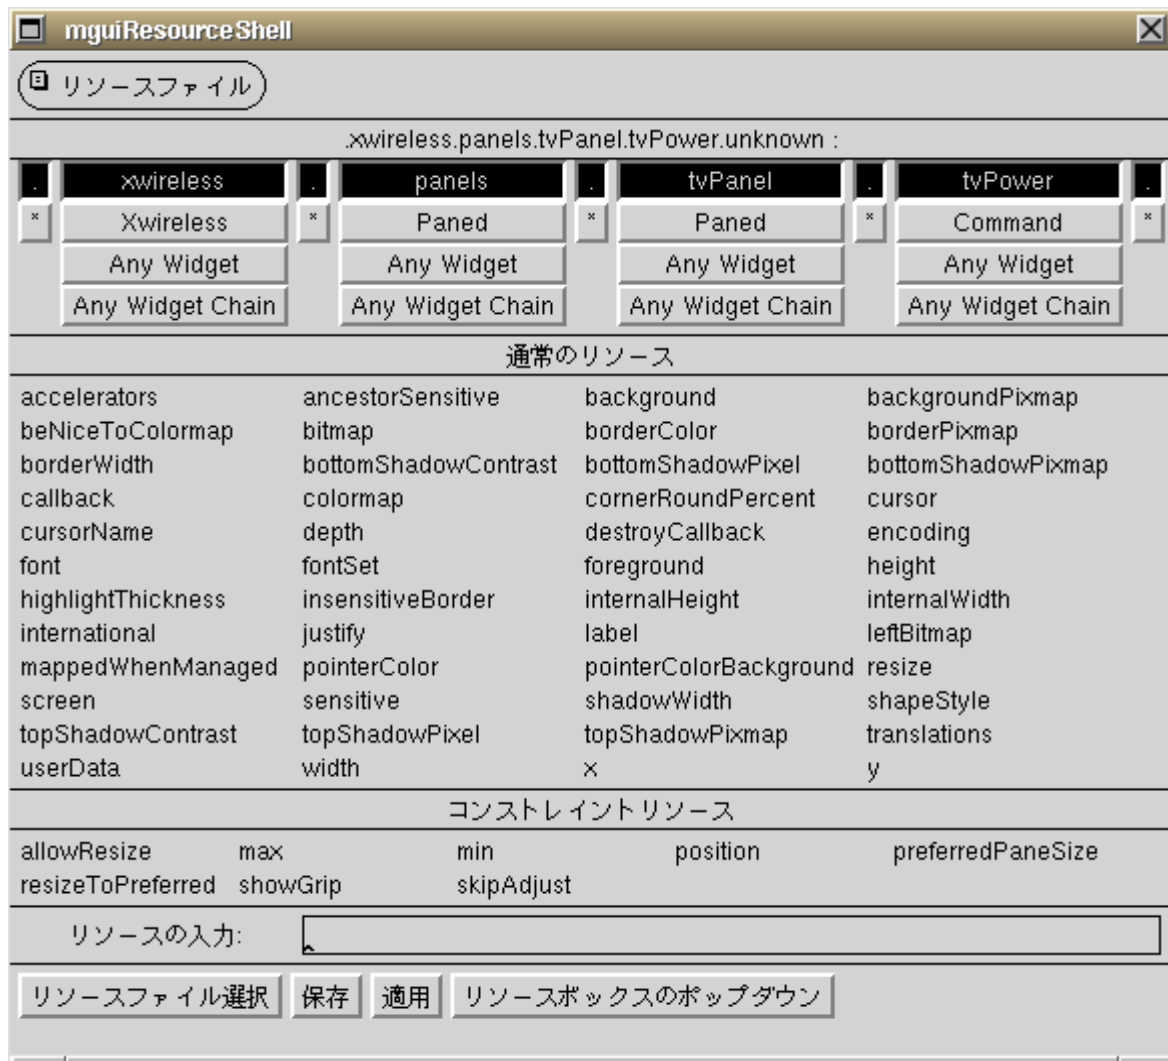 mguiResourceShell
リソースファイル
.xwireless.panels.tvPanel.tvPower.unknown :
. xwireless . panels . tvPanel . tvPower .
* Xwireless * Paned * Paned * Command *
Any Widget Any Widget Any Widget Any Widget
Any Widget Chain Any Widget Chain Any Widget Chain Any Widget Chain
通常のリソース
accelerators ancestorSensitive background backgroundPixmap
beNiceToColormap bitmap borderColor borderPixmap
borderWidth bottomShadowContrast bottomShadowPixel bottomShadowPixmap
callback colormap cornerRoundPercent cursor
cursorName depth destroyCallback encoding
font fontSet foreground height
highlightThickness insensitiveBorder internalHeight internalWidth
international justify label leftBitmap
mappedWhenManaged pointerColor pointerColorBackground resize
screen sensitive shadowWidth shapeStyle
topShadowContrast topShadowPixel topShadowPixmap translations
userData width x y
コンストレイントリソース
allowResize max min position preferredPaneSize
resizeToPreferred showGrip skipAdjust
リソースの入力:
リソースファイル選択 保存 適用 リソースボックスのポップダウン